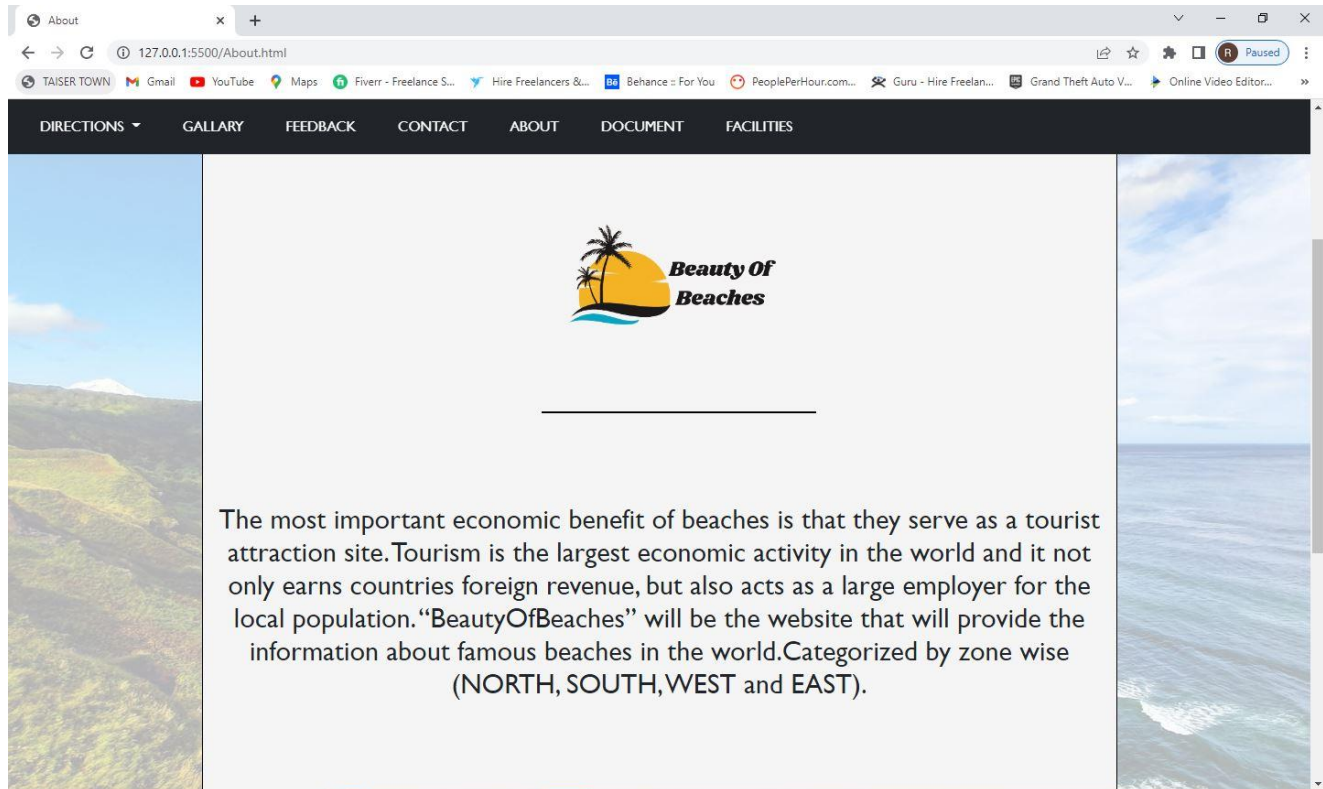 About
127.0.0.1:5500/About.html
Paused
TAISER TOWN
Gmail
YouTube
Maps
Fiverr - Freelance S...
Hire Freelancers &...
Behance :: For You
PeoplePerHour.com...
Guru - Hire Freelan...
Grand Theft Auto V...
Online Video Editor...
DIRECTIONS
GALLARY
FEEDBACK
CONTACT
ABOUT
DOCUMENT
FACILITIES
Beauty Of
Beaches
The most important economic benefit of beaches is that they serve as a tourist
attraction site.Tourism is the largest economic activity in the world and it not
only earns countries foreign revenue, but also acts as a large employer for the
local population.“BeautyOfBeaches” will be the website that will provide the
information about famous beaches in the world.Categorized by zone wise
(NORTH, SOUTH,WEST and EAST).